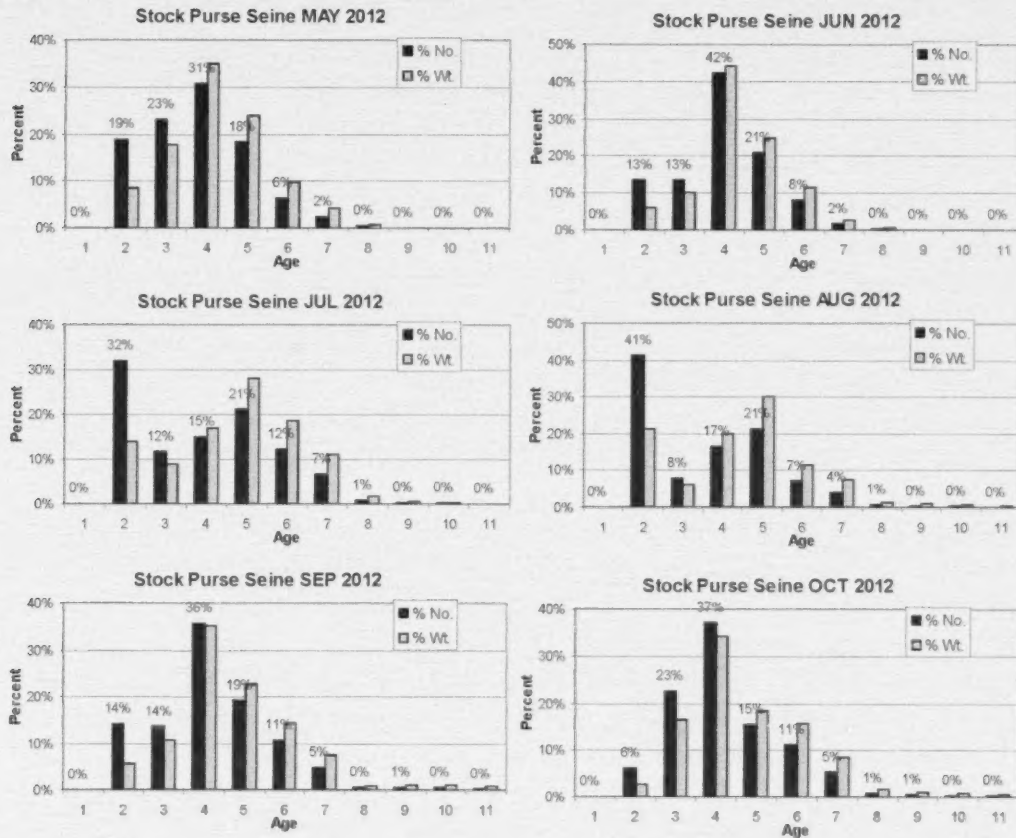 Stock Purse Seine MAY 2012
40%
30%
20%
10%
0%
Percent
% No.
% Wt.
0%
19%
23%
31%
18%
6%
2%
0%
0%
0%
0%
1 2 3 4 5 6 7 8 9 10 11
Age
Stock Purse Seine JUN 2012
50%
40%
30%
20%
10%
0%
Percent
% No.
% Wt.
0%
13%
13%
42%
21%
8%
2%
0%
0%
0%
0%
1 2 3 4 5 6 7 8 9 10 11
Age
Stock Purse Seine JUL 2012
40%
30%
20%
10%
0%
Percent
% No.
% Wt.
0%
32%
12%
15%
21%
12%
7%
1%
0%
0%
0%
1 2 3 4 5 6 7 8 9 10 11
Age
Stock Purse Seine AUG 2012
50%
40%
30%
20%
10%
0%
Percent
% No.
% Wt.
0%
41%
8%
17%
21%
7%
4%
1%
0%
0%
0%
1 2 3 4 5 6 7 8 9 10 11
Age
Stock Purse Seine SEP 2012
40%
30%
20%
10%
0%
Percent
% No.
% Wt.
0%
14%
14%
36%
19%
11%
5%
0%
1%
0%
0%
1 2 3 4 5 6 7 8 9 10 11
Age
Stock Purse Seine OCT 2012
40%
30%
20%
10%
0%
Percent
% No.
% Wt.
0%
6%
23%
37%
15%
11%
5%
1%
1%
0%
0%
1 2 3 4 5 6 7 8 9 10 11
Age